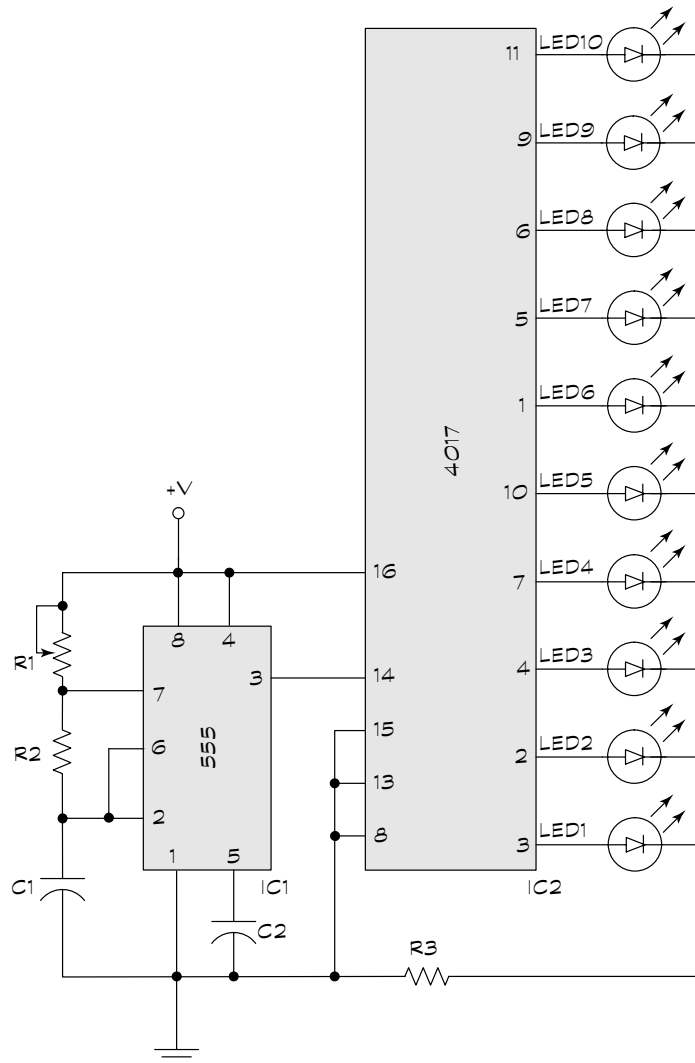 11 LED10
9 LED9
6 LED8
5 LED7
1 LED6
4017
10 LED5
+V
16
7 LED4
8 4
R1
3
14
4 LED3
7
15
R2
6
555
13
2 LED2
2
8
3 LED1
1 5
C1
IC1
IC2
C2
R3